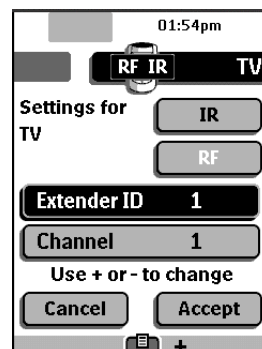 01:54pm
RF IR TV
Settings for TV IR
RF
Extender ID 1
Channel 1
Use + or - to change
Cancel Accept
+